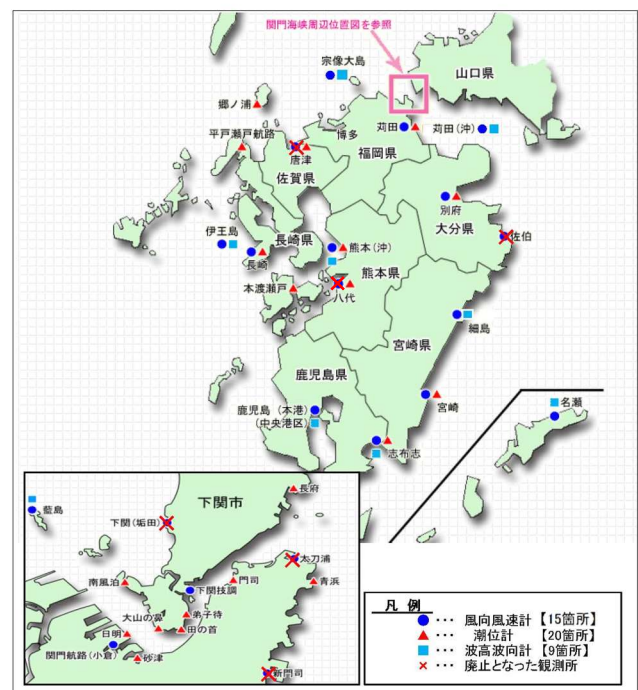 関門海峡周辺位置図を参照
宗像大島
山口県
郷ノ浦
平戸瀬戸航路
博多
苅田
苅田(沖)
唐津
福岡県
佐賀県
別府
伊王島
長崎県
大分県
佐伯
熊本(沖)
長崎
熊本県
本渡瀬戸
八代
細島
宮崎県
鹿児島県
名瀬
鹿児島(本港)
(中央港区)
宮崎
志布志
下関市
長府
藍島
下関(垢田)
太刀浦
南風泊
下関技調
門司
青浜
大山の鼻
弟子待
日明
田の首
関門航路(小倉)
砂津
新門司
凡 例
… 風向風速計 【15箇所】
… 潮位計 【20箇所】
… 波高波向計【9箇所】
… 廃止となった観測所